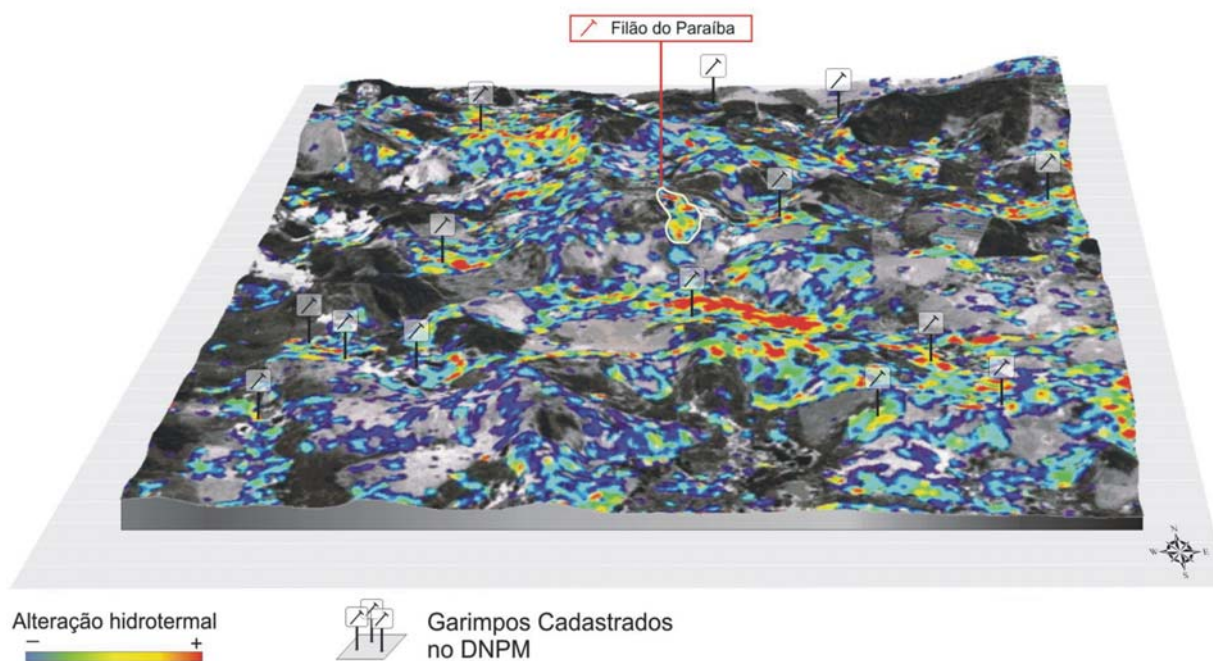 Filão do Paraíba
N
W E
S
Alteração hidrotermal
− +
Garimpos Cadastrados
no DNPM